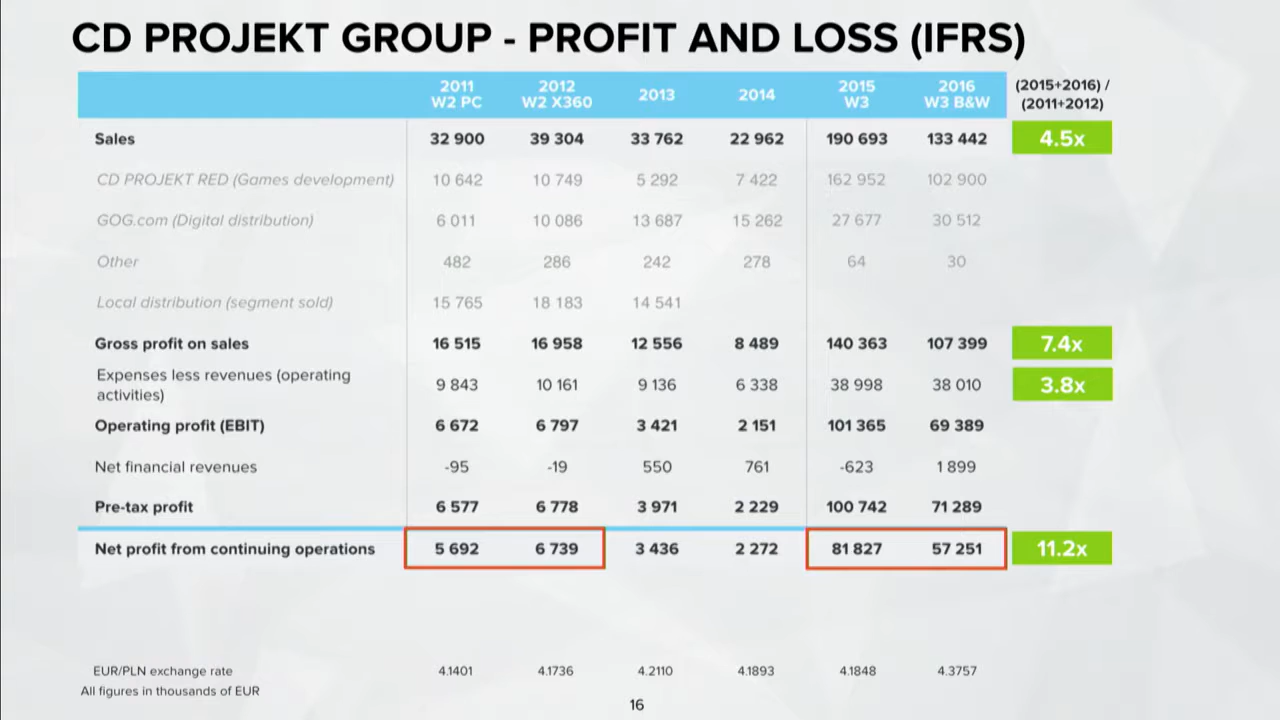 CD PROJEKT GROUP - PROFIT AND LOSS (IFRS)
2011 2012 2013 2014 2015 2016 (2015+2016) /
W2 PC W2 X360 W3 W3 B&W (2011+2012)
Sales 32 900 39 304 33 762 22 962 190 693 133 442 4.5x
CD PROJEKT RED (Games development) 10 642 10 749 5 292 7 422 162 952 102 900
GOG.com (Digital distribution) 6 011 10 086 13 687 15 262 27 677 30 512
Other 482 286 242 278 64 30
Local distribution (segment sold) 15 765 18 183 14 541
Gross profit on sales 16 515 16 958 12 556 8 489 140 363 107 399 7.4x
Expenses less revenues (operating
activities) 9 843 10 161 9 136 6 338 38 998 38 010 3.8x
Operating profit (EBIT) 6 672 6 797 3 421 2 151 101 365 69 389
Net financial revenues -95 -19 550 761 -623 1 899
Pre-tax profit 6 577 6 778 3 971 2 229 100 742 71 289
Net profit from continuing operations 5 692 6 739 3 436 2 272 81 827 57 251 11.2x
EUR/PLN exchange rate 4.1401 4.1736 4.2110 4.1893 4.1848 4.3757
All figures in thousands of EUR
16